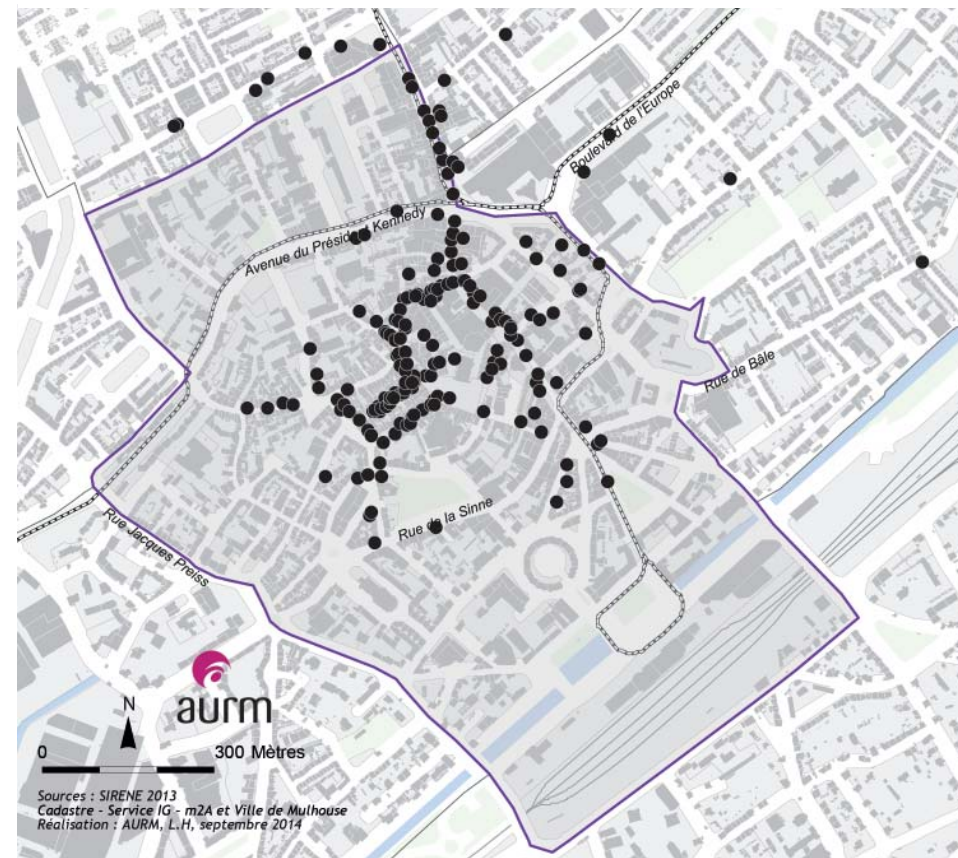 Boulevard de l'Europe
Avenue du Président Kennedy
Rue de Bâle
Rue de la Sinne
Rue Jacques Preiss
aurm
N
0 300 Mètres
Sources : SIRENE 2013
Cadastre - Service IG - m2A et Ville de Mulhouse
Réalisation : AURM, L.H, septembre 2014